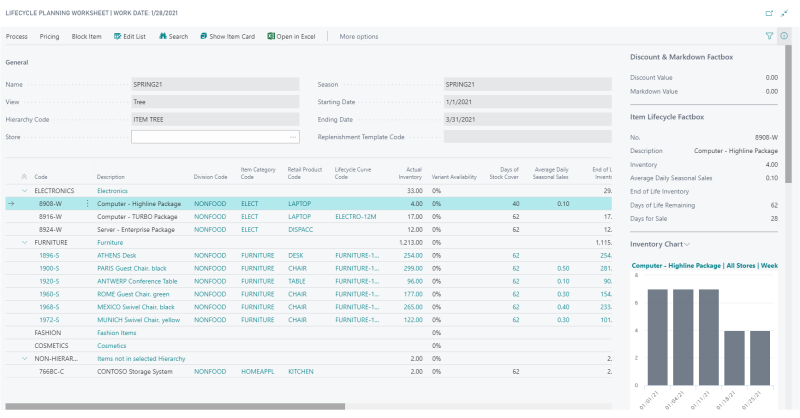 LIFECYCLE PLANNING WORKSHEET | WORK DATE: 1/28/2021
Process Pricing Block Item Edit List Search Show Item Card Open in Excel More options
General
Name SPRING21 Season SPRING21
View Tree Starting Date 1/1/2021
Hierarchy Code ITEM TREE Ending Date 3/31/2021
Store Replenishment Template Code
Code Description Division Code Item Category Code Retail Product Code Lifecycle Curve Code Actual Inventory Variant Availability Days of Stock Cover Average Daily Seasonal Sales End of L Inventi
ELECTRONICS Electronics 33.00 0% 29.
8908-W Computer - Highline Package NONFOOD ELECT LAPTOP 4.00 0% 40 0.10
8916-W Computer - TURBO Package NONFOOD ELECT LAPTOP ELECTRO-12M 17.00 0% 62 17.
8924-W Server - Enterprise Package NONFOOD ELECT DISPACC 12.00 0% 62 12.
FURNITURE Furniture 1,213.00 0% 1,115.
1896-S ATHENS Desk NONFOOD FURNITURE DESK FURNITURE-1... 254.00 0% 62 254.
1900-S PARIS Guest Chair, black NONFOOD FURNITURE CHAIR FURNITURE-1... 299.00 0% 62 0.50 281.
1920-S ANTWERP Conference Table NONFOOD FURNITURE TABLE FURNITURE-1... 96.00 0% 62 0.10 90.
1960-S ROME Guest Chair, green NONFOOD FURNITURE CHAIR FURNITURE-1... 177.00 0% 62 0.30 154.
1968-S MEXICO Swivel Chair, black NONFOOD FURNITURE CHAIR FURNITURE-1... 265.00 0% 62 0.40 233.
1972-S MUNICH Swivel Chair, yellow NONFOOD FURNITURE CHAIR FURNITURE-1... 122.00 0% 62 0.30 101.
FASHION Fashion Items 0%
COSMETICS Cosmetics 0%
NON-HIERAR... Items not in selected Hierarchy 2.00 0% 2.
766BC-C CONTOSO Storage System NONFOOD HOMEAPPL KITCHEN 2.00 0% 62 2.
Discount & Markdown Factbox
Discount Value 0.00
Markdown Value 0.00
Item Lifecycle Factbox
No. 8908-W
Description Computer - Highline Package
Inventory 4.00
Average Daily Seasonal Sales 0.10
End of Life Inventory
Days of Life Remaining 62
Days for Sale 28
Inventory Chart
Computer - Highline Package | All Stores | Week
8
6
4
2
0
01/01/21 01/04/21 01/11/21 01/18/21 01/25/21